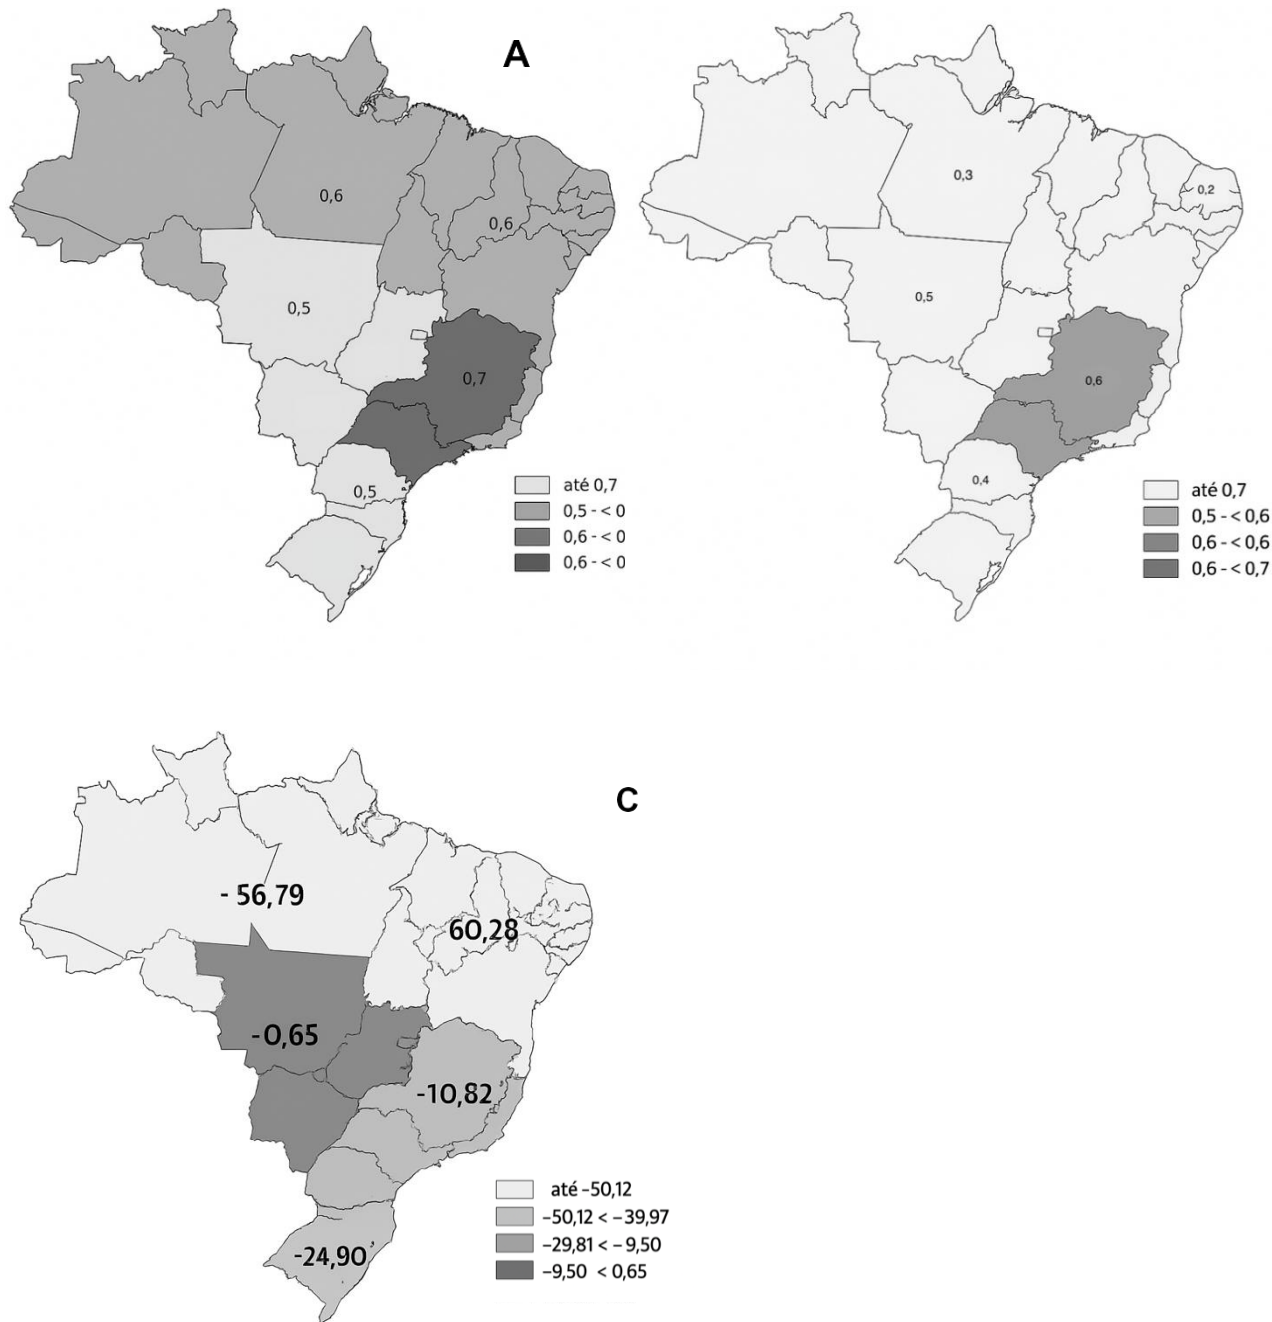 A
0,6
0,6
0,5
0,7
0,5
até 0,7
0,5 - < 0
0,6 - < 0
0,6 - < 0
0,3
0,2
0,5
0,6
0,4
até 0,7
0,5 - < 0,6
0,6 - < 0,6
0,6 - < 0,7
C
- 56,79
60,28
-0,65
-10,82
-24,90
até –50,12
–50,12 < – 39,97
–29,81 < – 9,50
–9,50 < 0,65